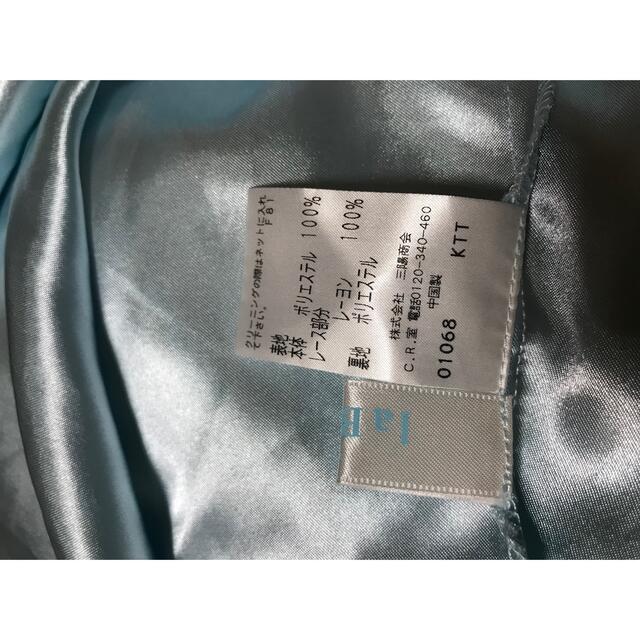 クリーニングの際はネットに入れ
て下さい。 F81
表地
本体 ポリエステル 100%
レース部分
レーヨン 100%
裏地 ポリエステル
株式会社 三陽商会
C.R.室 電話0120-340-460
中国製
01068 KTT